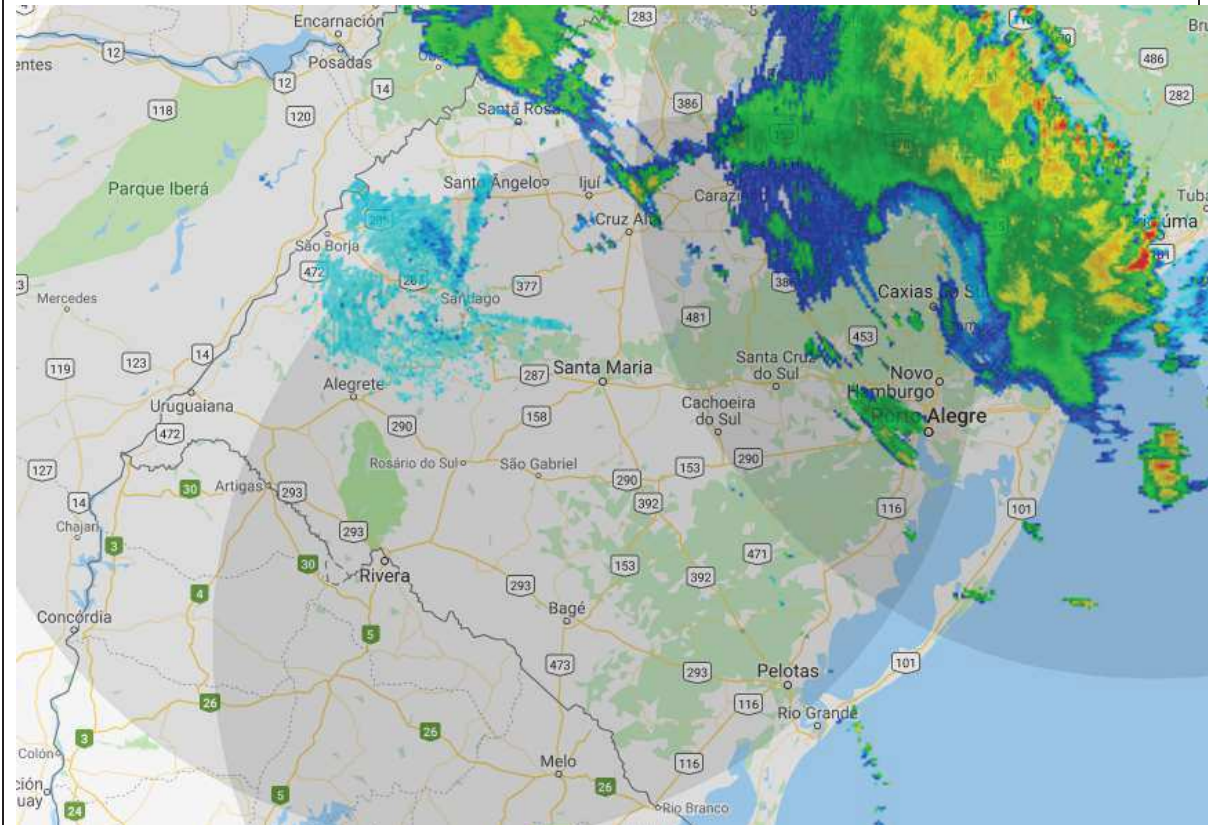 Encarnación
283
12
Posadas
entes
12
14
486
118
120
386
282
Santa Rosa
Parque Iberá
Santo Ângelo
Ijuí
Cruz Al
São Borja
472
377
Santiago
Mercedes
Caxias
481
453
119
123
14
Santa Cruz
do Sul
Novo
Hamburgo
287
Santa Maria
Alegrete
Uruguaiana
158
Cachoeira
do Sul
Porto Alegre
290
472
127
Rosário do Sul
São Gabriel
153
290
30
Artigas
293
290
392
14
116
101
Chajarí
293
3
471
30
153
Rivera
392
293
4
Concórdia
Bagé
5
473
101
293
Pelotas
26
116
Rio Grande
3
26
Colón
116
Melo
26
ción
uay
5
24
Rio Branco